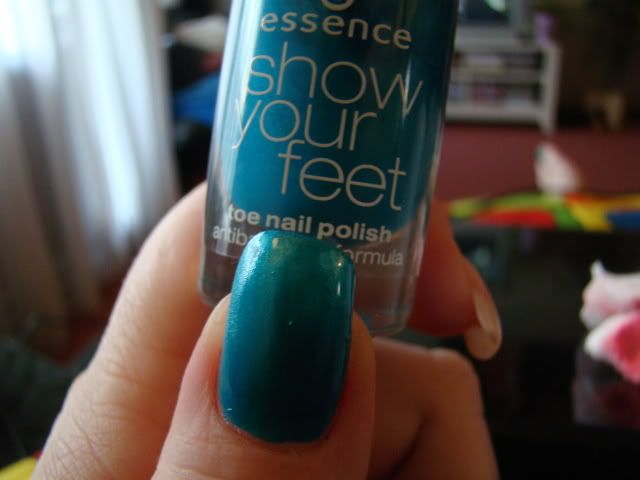 essence
show
your
feet
toe nail polish
formula